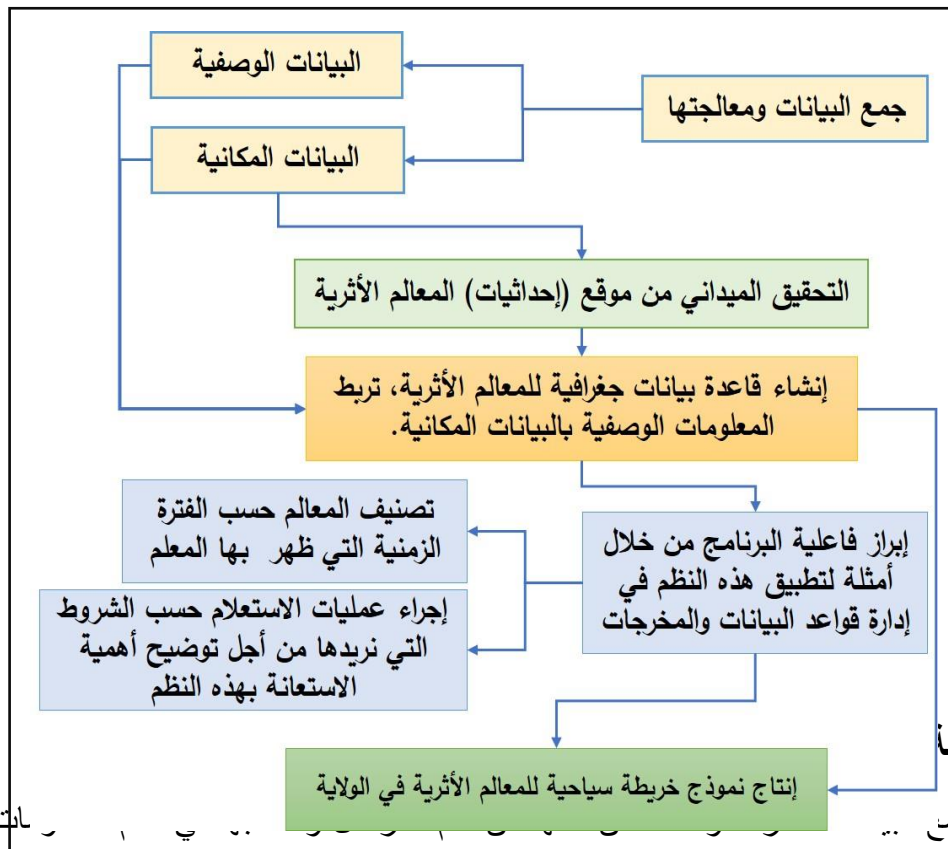 البيانات الوصفية
جمع البيانات ومعالجتها
البيانات المكانية
التحقيق الميداني من موقع (إحداثيات) المعالم الأثرية
إنشاء قاعدة بيانات جغرافية للمعالم الأثرية، تربط
المعلومات الوصفية بالبيانات المكانية.
إبراز فاعلية البرنامج من خلال
أمثلة لتطبيق هذه النظم في
إدارة قواعد البيانات والمخرجات
تصنيف المعالم حسب الفترة
الزمنية التي ظهر بها المعلم
إجراء عمليات الاستعلام حسب الشروط
التي نريدها من أجل توضيح أهمية
الاستعانة بهذه النظم
إنتاج نموذج خريطة سياحية للمعالم الأثرية في الولاية